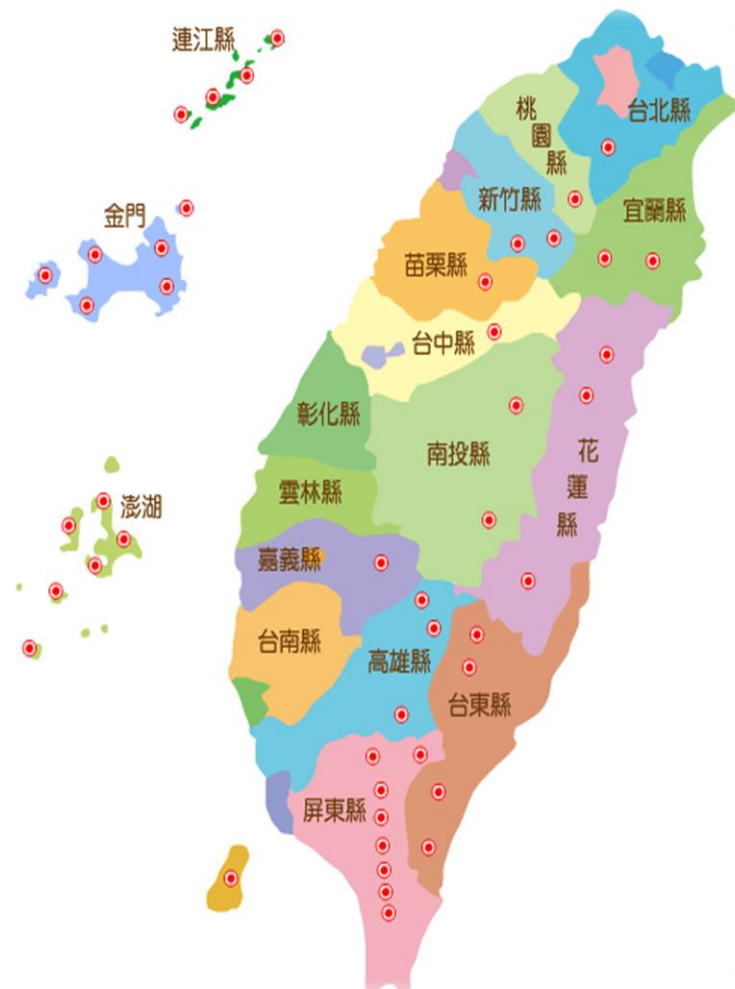 連江縣
金門
澎湖
台北縣
桃園縣
新竹縣
宜蘭縣
苗栗縣
台中縣
彰化縣
南投縣
花蓮縣
雲林縣
嘉義縣
台南縣
高雄縣
台東縣
屏東縣